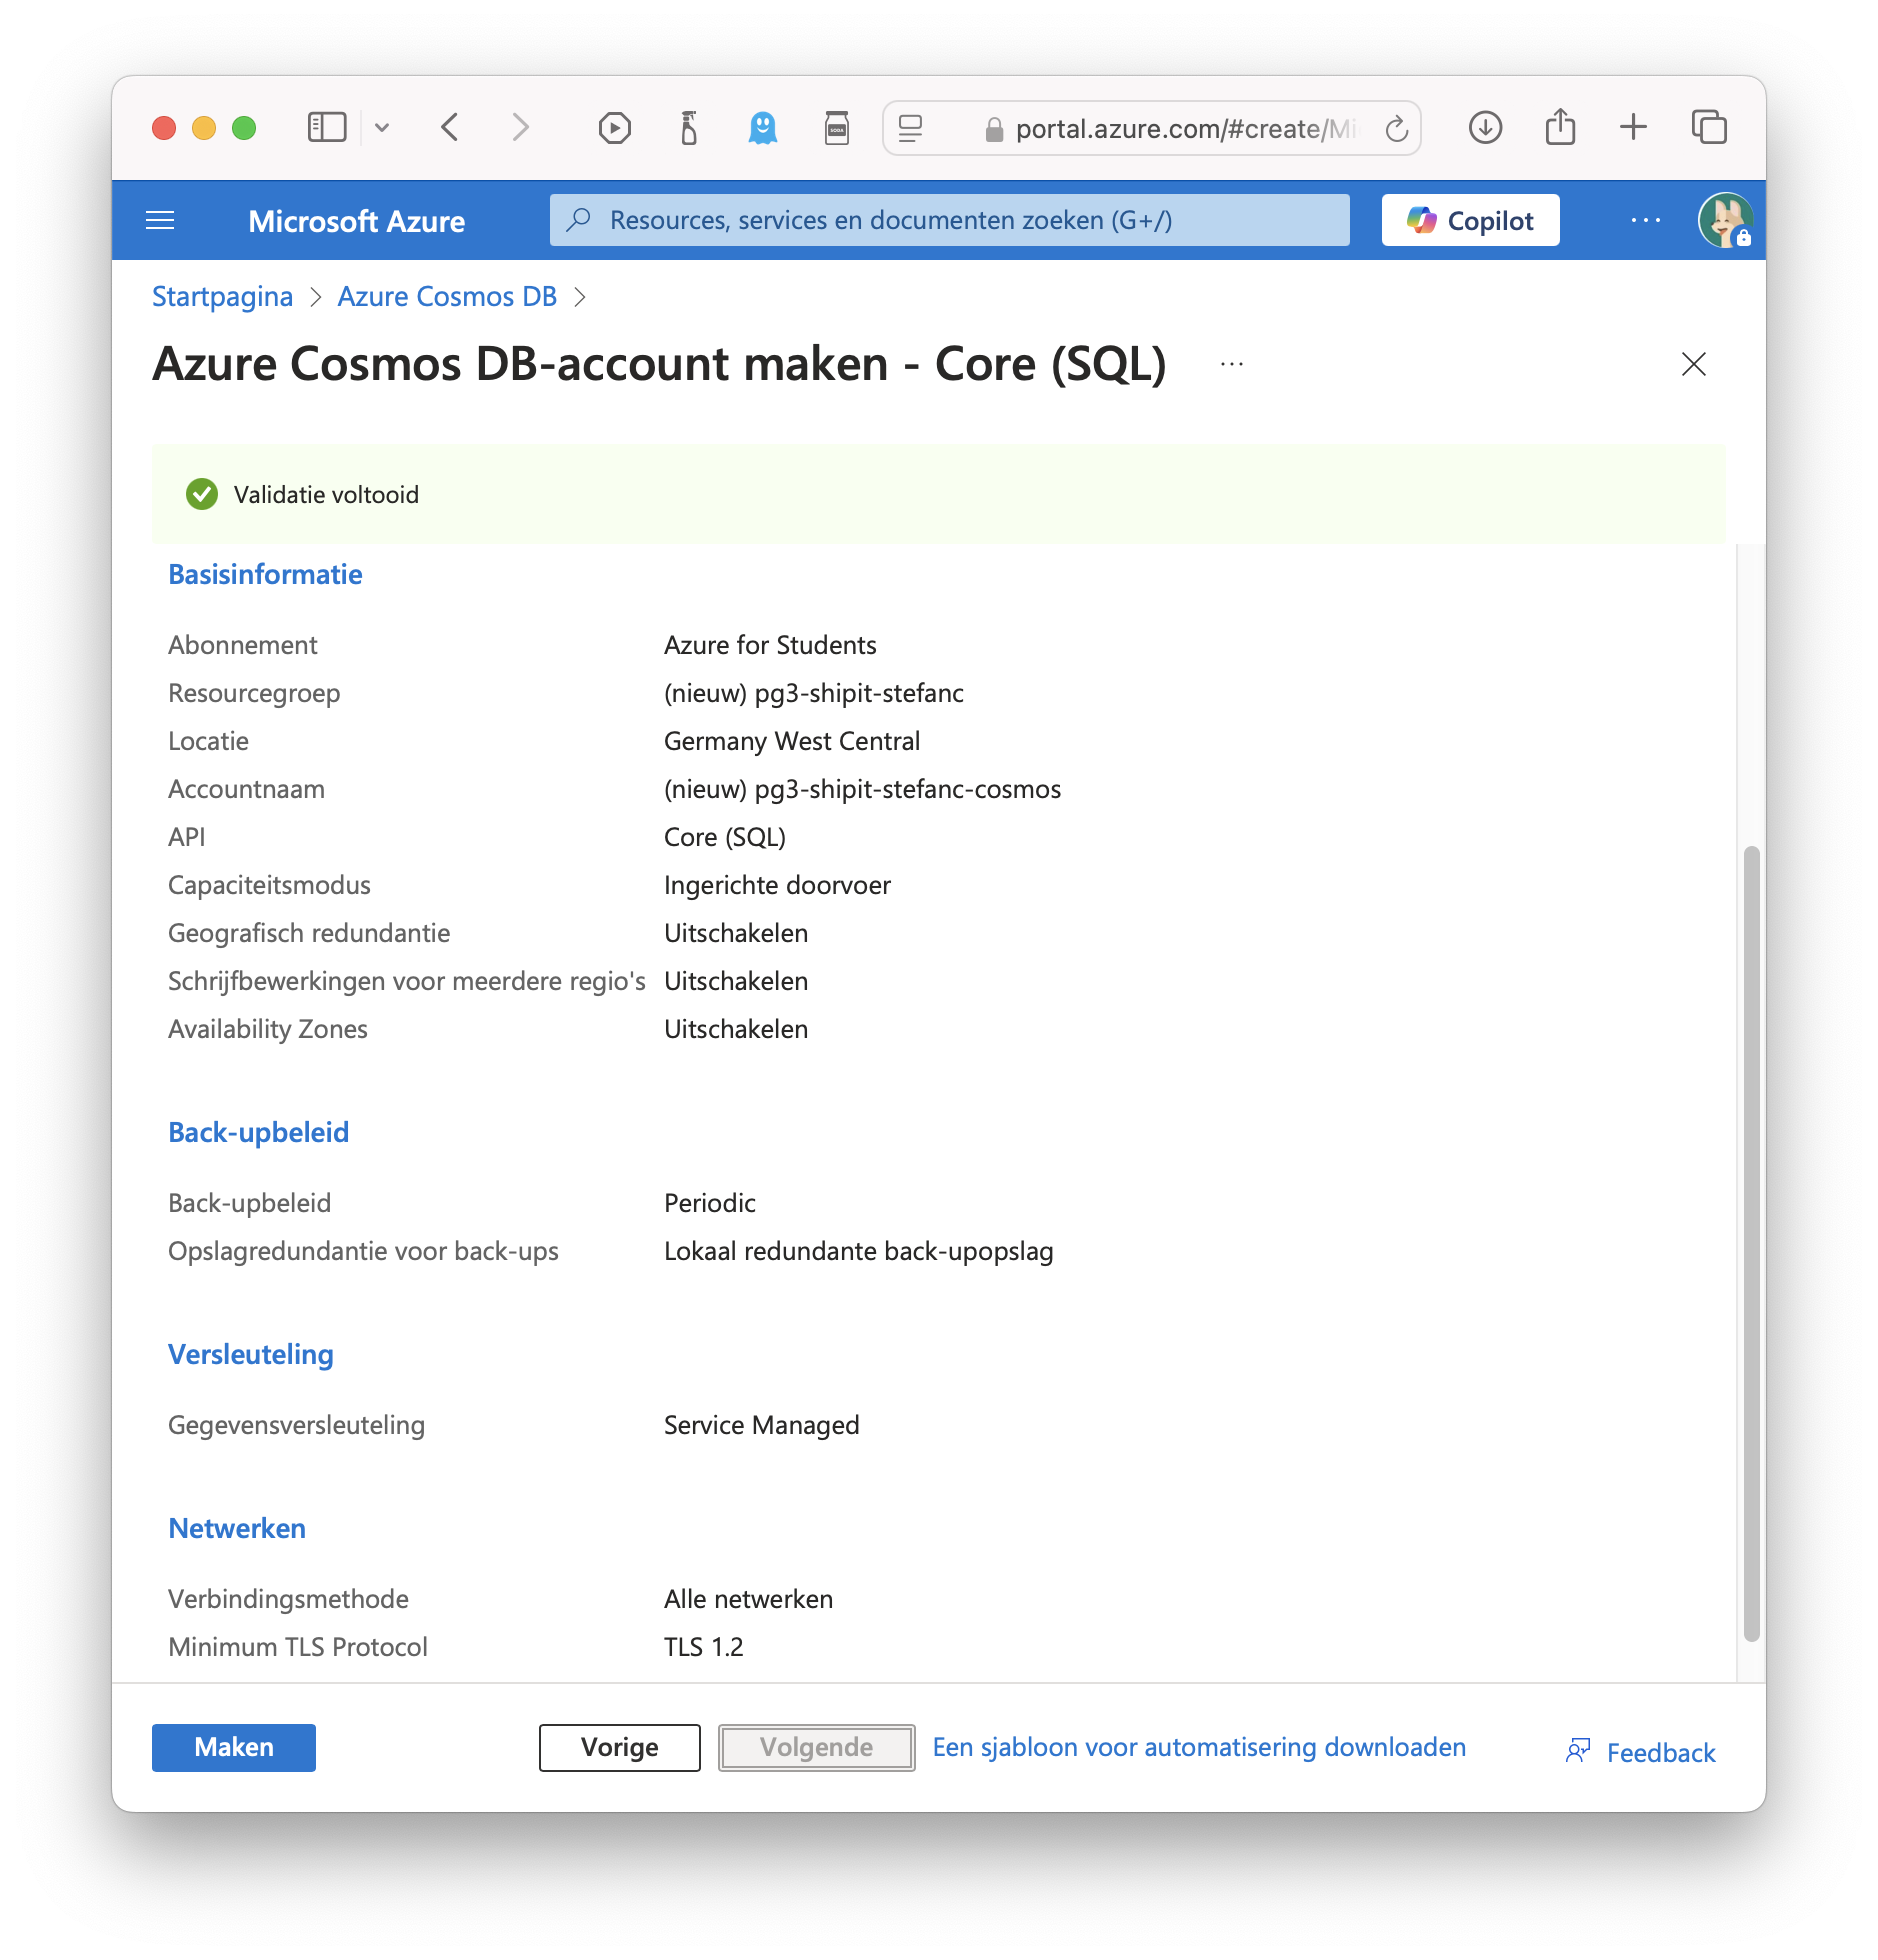 portal.azure.com/#create/Mi
Microsoft Azure
Resources, services en documenten zoeken (G+/)
Copilot
Startpagina > Azure Cosmos DB >
Azure Cosmos DB-account maken - Core (SQL)
Validatie voltooid
Basisinformatie
Abonnement Azure for Students
Resourcegroep (nieuw) pg3-shipit-stefanc
Locatie Germany West Central
Accountnaam (nieuw) pg3-shipit-stefanc-cosmos
API Core (SQL)
Capaciteitsmodus Ingerichte doorvoer
Geografisch redundantie Uitschakelen
Schrijfbewerkingen voor meerdere regio's Uitschakelen
Availability Zones Uitschakelen
Back-upbeleid
Back-upbeleid Periodic
Opslagredundantie voor back-ups Lokaal redundante back-upopslag
Versleuteling
Gegevensversleuteling Service Managed
Netwerken
Verbindingsmethode Alle netwerken
Minimum TLS Protocol TLS 1.2
Maken Vorige Volgende Een sjabloon voor automatisering downloaden Feedback